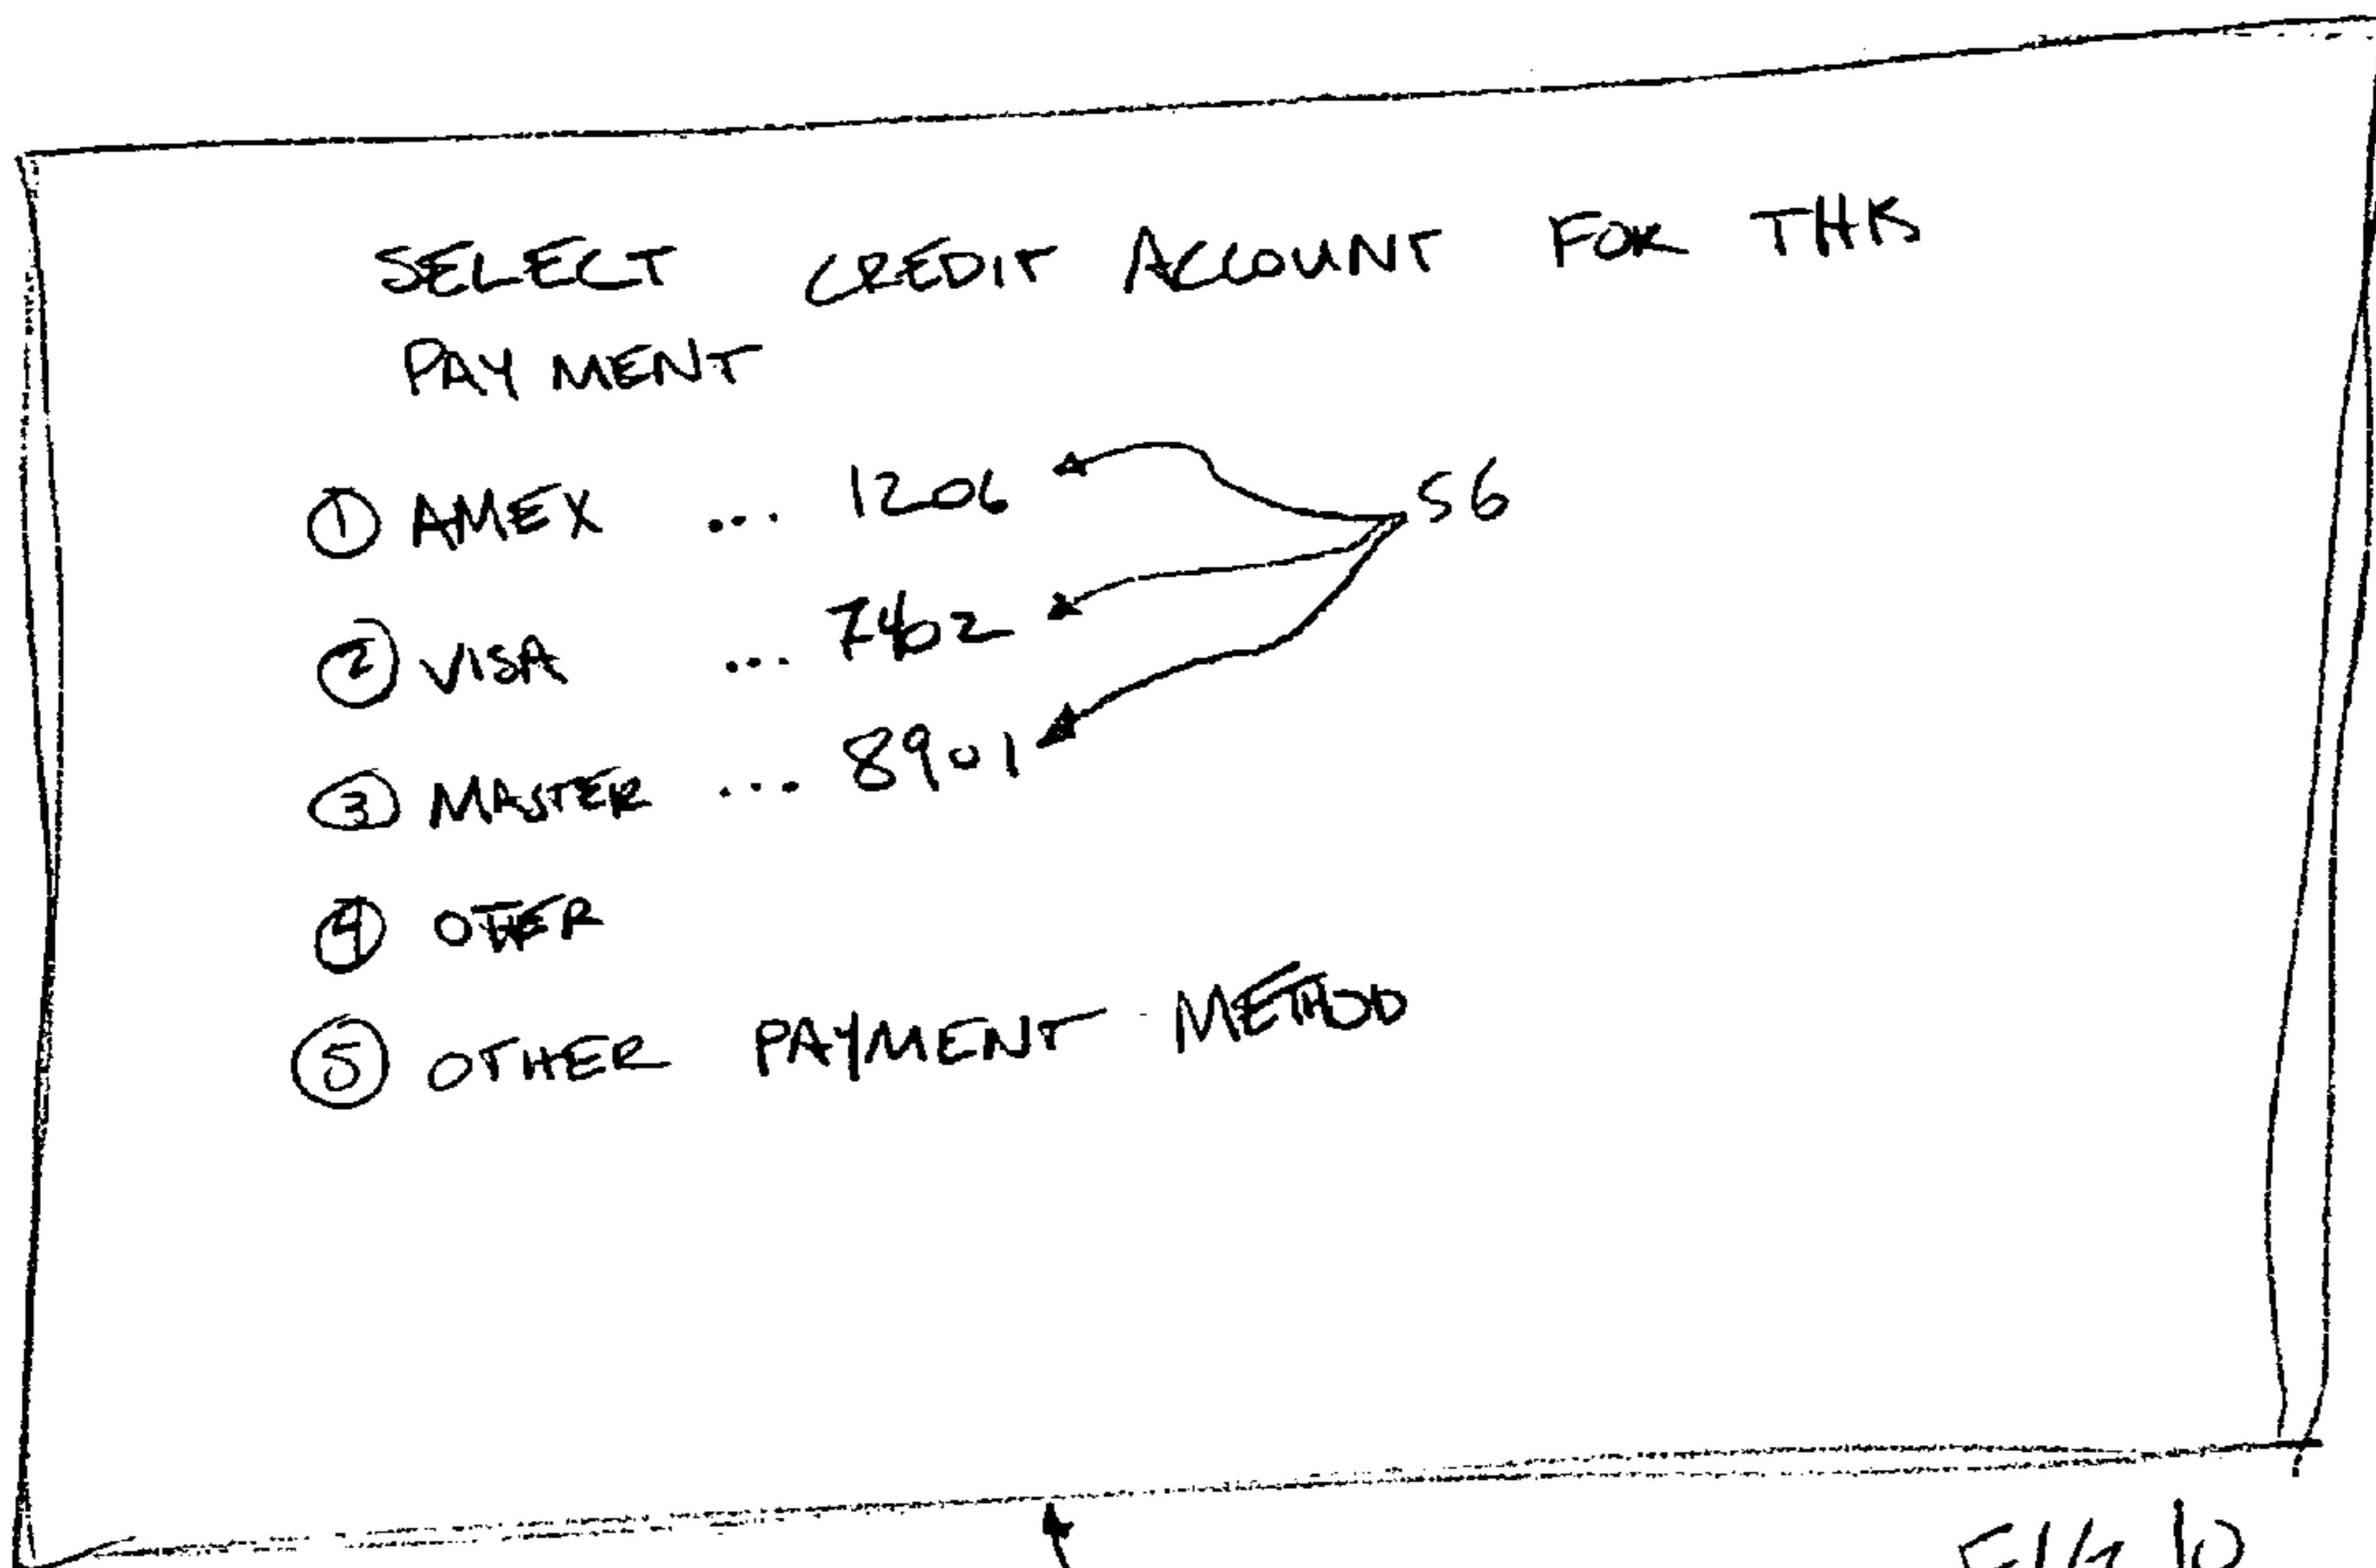 SELECT CREDIT ACCOUNT FOR THIS
PAYMENT
① AMEX ... 1206
56
② VISA ... 7462
③ MASTER ... 8901
④ OTHER
⑤ OTHER PAYMENT METHOD
FIG 10